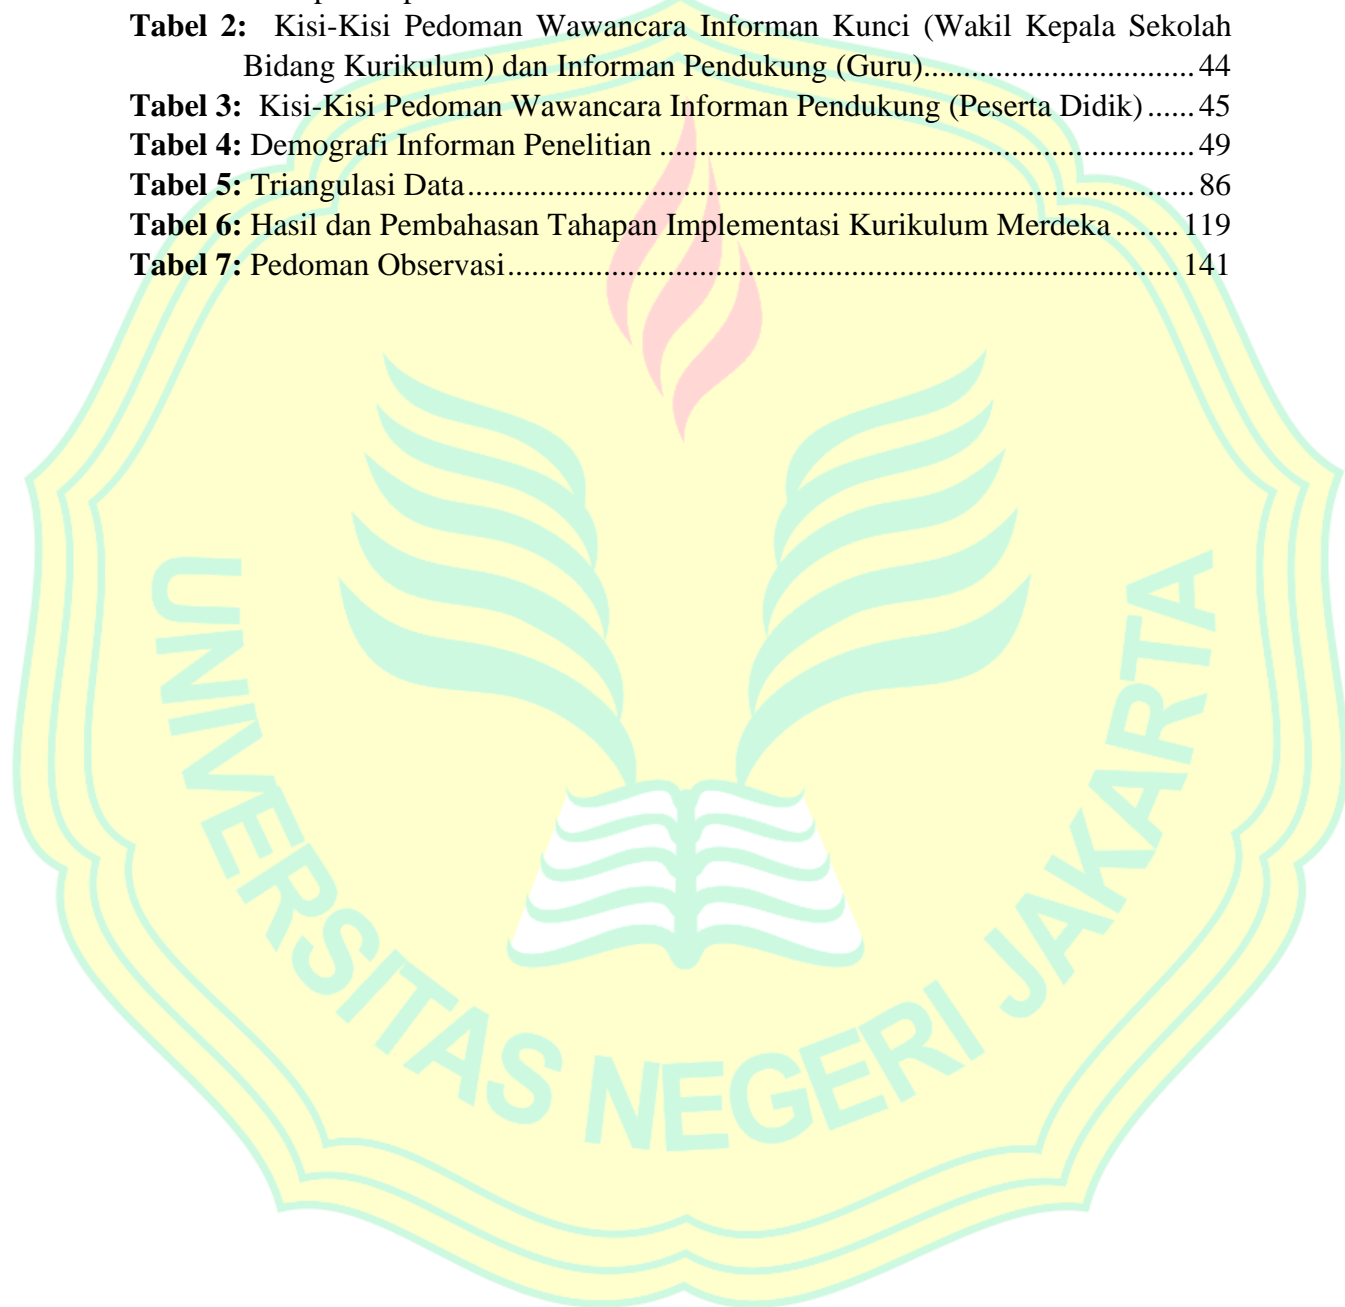 Tabel 2: Kisi-Kisi Pedoman Wawancara Informan Kunci (Wakil Kepala Sekolah
Bidang Kurikulum) dan Informan Pendukung (Guru)................................. 44
Tabel 3: Kisi-Kisi Pedoman Wawancara Informan Pendukung (Peserta Didik)...... 45
Tabel 4: Demografi Informan Penelitian .................................................................. 49
Tabel 5: Triangulasi Data......................................................................................... 86
Tabel 6: Hasil dan Pembahasan Tahapan Implementasi Kurikulum Merdeka........ 119
Tabel 7: Pedoman Observasi.................................................................................. 141
UNIVERSITAS NEGERI JAKARTA